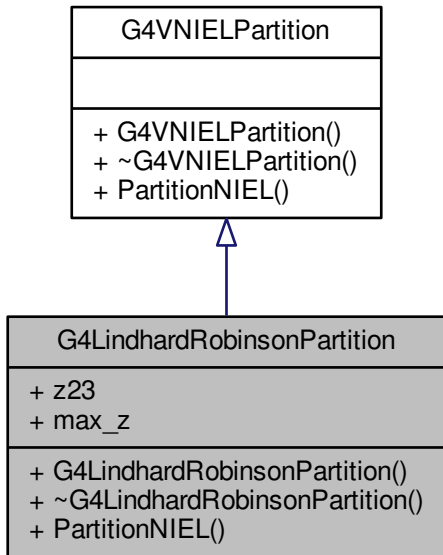 G4VNIELPartition
+ G4VNIELPartition()
+ ~G4VNIELPartition()
+ PartitionNIEL()
G4LindhardRobinsonPartition
+ z23
+ max_z
+ G4LindhardRobinsonPartition()
+ ~G4LindhardRobinsonPartition()
+ PartitionNIEL()